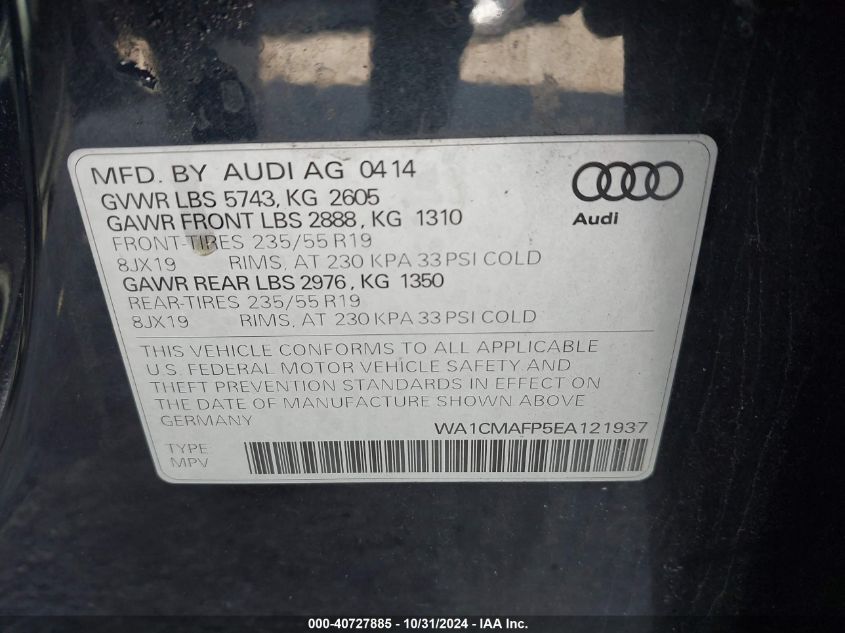 MFD. BY AUDI AG 0414
GVWR LBS 5743, KG 2605
GAWR FRONT LBS 2888, KG 1310
FRONT-TIRES 235/55 R19
8JX19 RIMS, AT 230 KPA 33 PSI COLD
GAWR REAR LBS 2976, KG 1350
REAR-TIRES 235/55 R19
8JX19 RIMS, AT 230 KPA 33 PSI COLD
Audi
THIS VEHICLE CONFORMS TO ALL APPLICABLE
U.S. FEDERAL MOTOR VEHICLE SAFETY AND
THEFT PREVENTION STANDARDS IN EFFECT ON
THE DATE OF MANUFACTURE SHOWN ABOVE
GERMANY WA1CMAFP5EA121937
TYPE
MPV
000-40727885 - 10/31/2024 - IAA Inc.